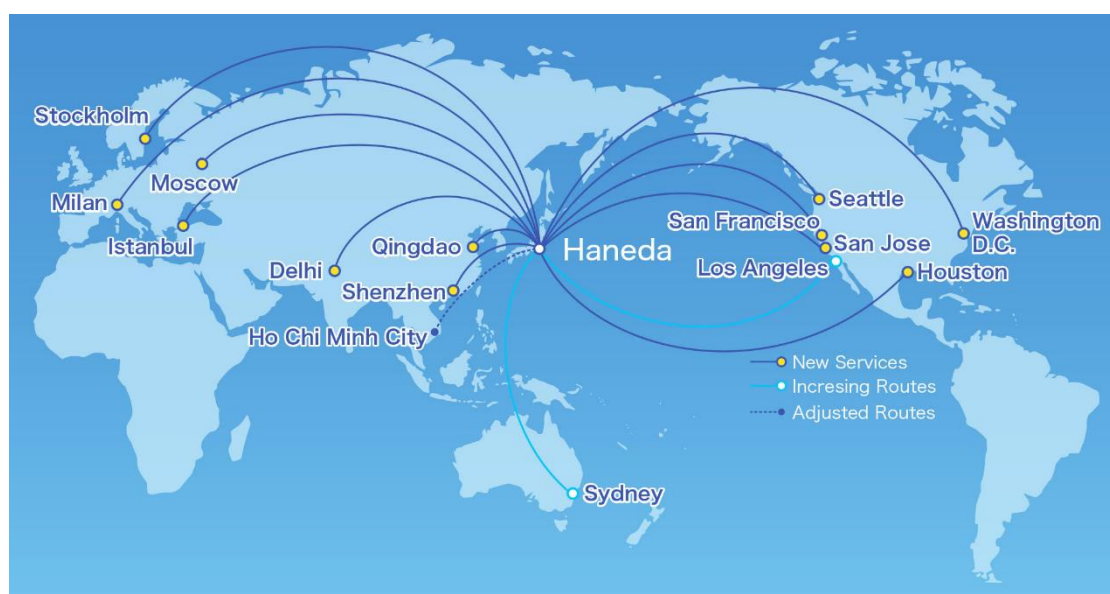 Stockholm
Moscow
Milan
Istanbul
Delhi
Qingdao
Shenzhen
Ho Chi Minh City
Haneda
Seattle
San Francisco
San Jose
Los Angeles
Washington
D.C.
Houston
New Services
Incresing Routes
Adjusted Routes
Sydney